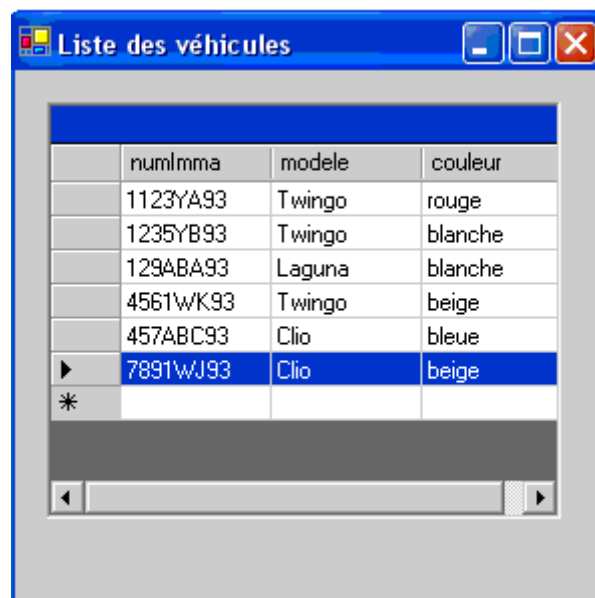 Liste des véhicules
numImma modele couleur
1123YA93 Twingo rouge
1235YB93 Twingo blanche
129ABA93 Laguna blanche
4561WK93 Twingo beige
457ABC93 Clio bleue
7891WJ93 Clio beige